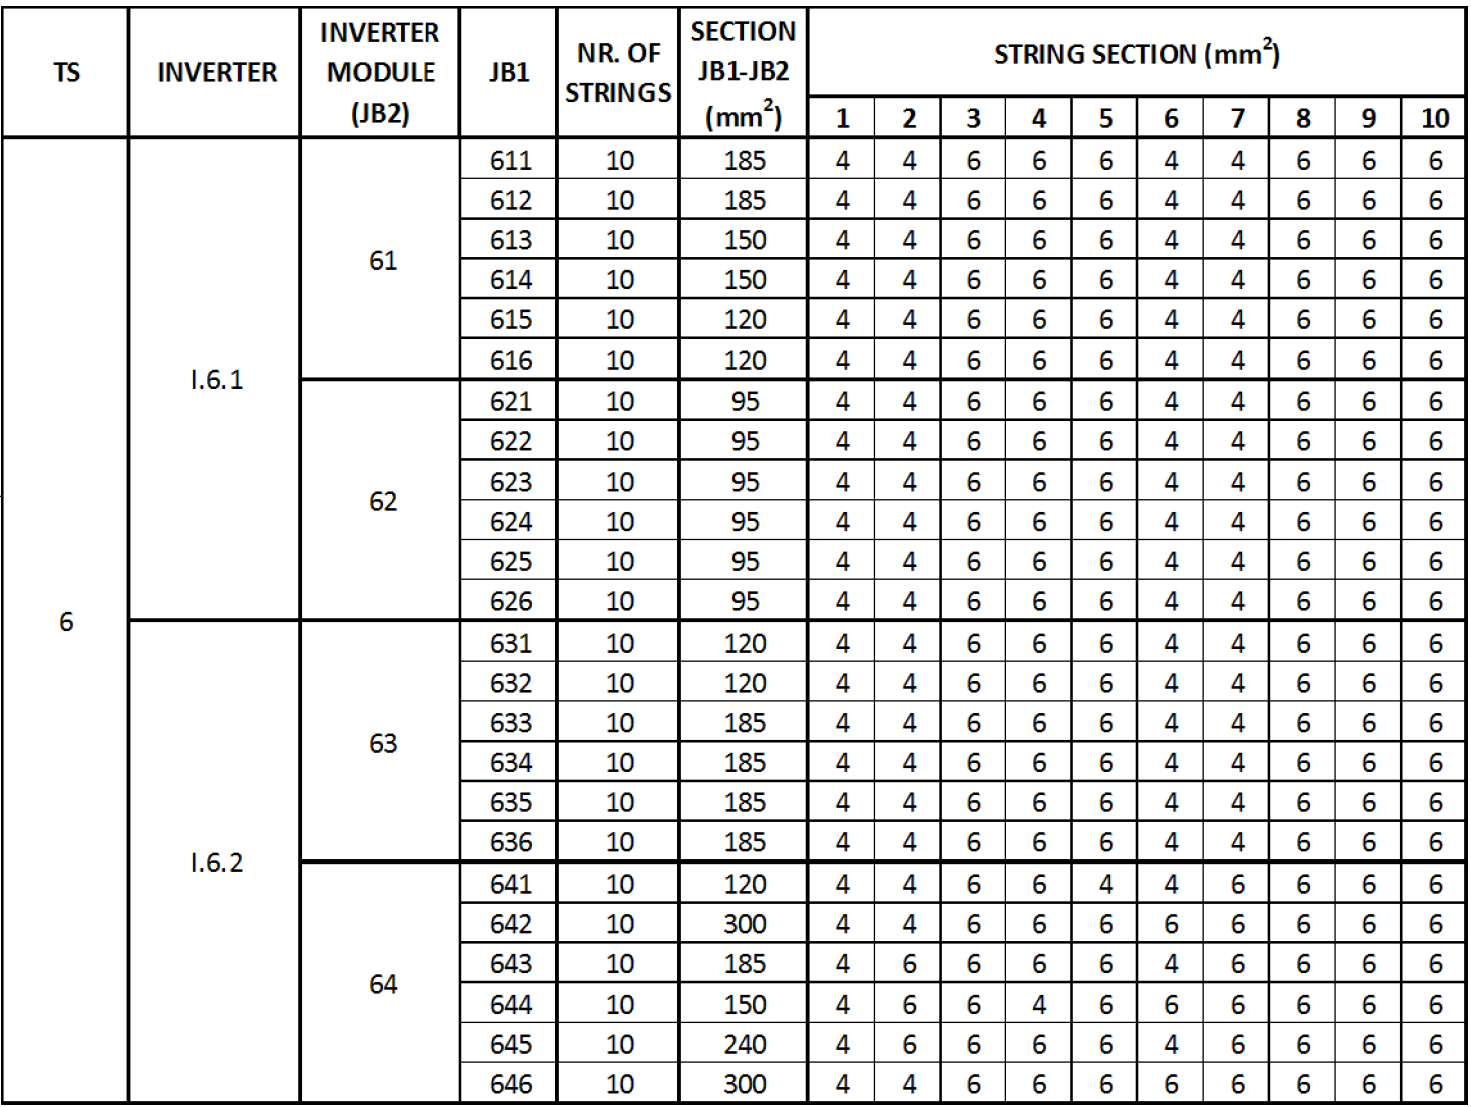 TS INVERTER INVERTER MODULE (JB2) JB1 NR. OF STRINGS SECTION JB1-JB2 (mm²) STRING SECTION (mm²)
1 2 3 4 5 6 7 8 9 10
6 I.6.1 61 611 10 185 4 4 6 6 6 4 4 6 6 6
612 10 185 4 4 6 6 6 4 4 6 6 6
613 10 150 4 4 6 6 6 4 4 6 6 6
614 10 150 4 4 6 6 6 4 4 6 6 6
615 10 120 4 4 6 6 6 4 4 6 6 6
616 10 120 4 4 6 6 6 4 4 6 6 6
62 621 10 95 4 4 6 6 6 4 4 6 6 6
622 10 95 4 4 6 6 6 4 4 6 6 6
623 10 95 4 4 6 6 6 4 4 6 6 6
624 10 95 4 4 6 6 6 4 4 6 6 6
625 10 95 4 4 6 6 6 4 4 6 6 6
626 10 95 4 4 6 6 6 4 4 6 6 6
I.6.2 63 631 10 120 4 4 6 6 6 4 4 6 6 6
632 10 120 4 4 6 6 6 4 4 6 6 6
633 10 185 4 4 6 6 6 4 4 6 6 6
634 10 185 4 4 6 6 6 4 4 6 6 6
635 10 185 4 4 6 6 6 4 4 6 6 6
636 10 185 4 4 6 6 6 4 4 6 6 6
64 641 10 120 4 4 6 6 4 4 6 6 6 6
642 10 300 4 4 6 6 6 6 6 6 6 6
643 10 185 4 6 6 6 6 4 6 6 6 6
644 10 150 4 6 6 4 6 6 6 6 6 6
645 10 240 4 6 6 6 6 4 6 6 6 6
646 10 300 4 4 6 6 6 6 6 6 6 6